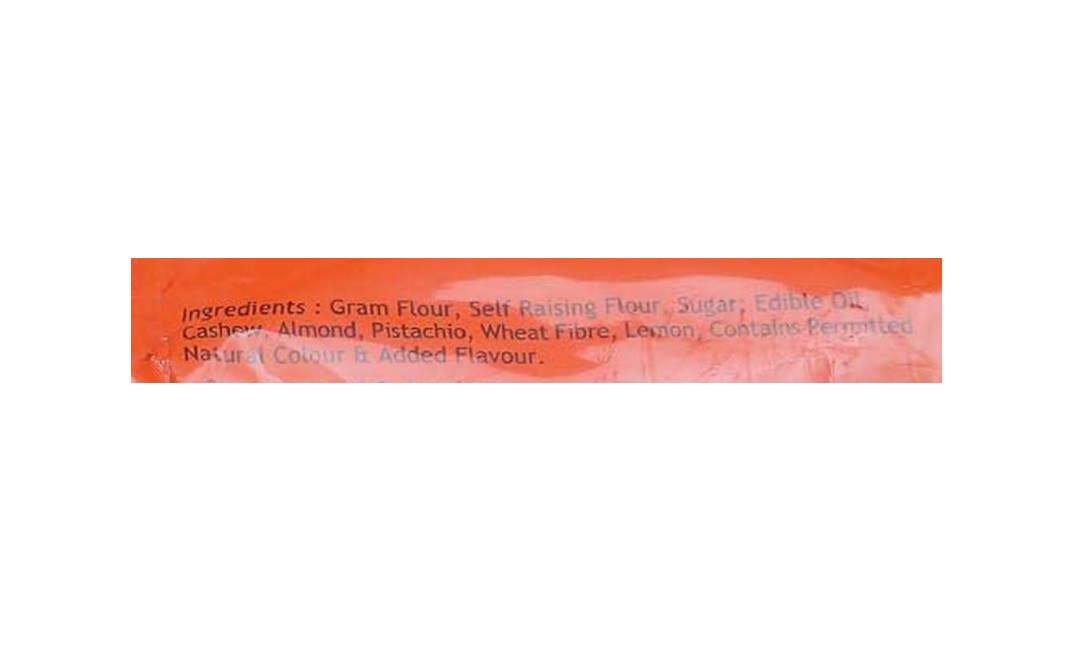 Ingredients : Gram Flour, Self Raising Flour, Sugar, Edible Oil,
Cashew, Almond, Pistachio, Wheat Fibre, Lemon, Contains Permitted
Natural Colour & Added Flavour.